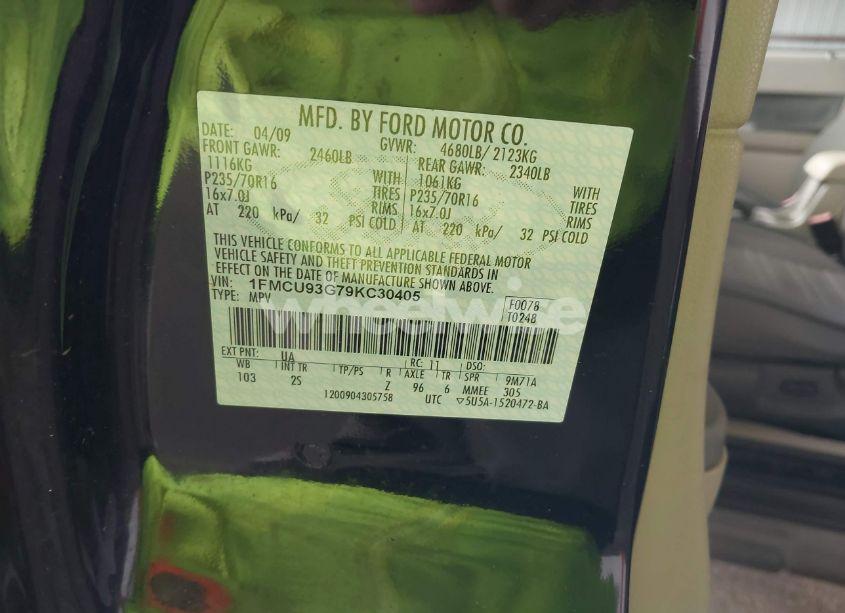 MFD. BY FORD MOTOR CO.
DATE: 04/09 GVWR: 4680LB/ 2123KG
FRONT GAWR: 2460LB REAR GAWR: 2340LB
1116KG WITH 1061KG WITH
P235/70R16 TIRES P235/70R16 TIRES
16x7.0J RIMS 16x7.0J RIMS
AT 220 kPa/ 32 PSI COLD AT 220 kPa/ 32 PSI COLD
THIS VEHICLE CONFORMS TO ALL APPLICABLE FEDERAL MOTOR
VEHICLE SAFETY AND THEFT PREVENTION STANDARDS IN
EFFECT ON THE DATE OF MANUFACTURE SHOWN ABOVE.
VIN: 1FMCU93G79KC30405 F0078
TYPE: MPV T0248
wheelwise
EXT PNT: UA RC: 11 DSO:
WB INT TR TP/PS R AXLE TR SPR 9M71A
103 2S Z 96 6 MMEE 305
1200904305758 UTC ▽5U5A-1520472-BA